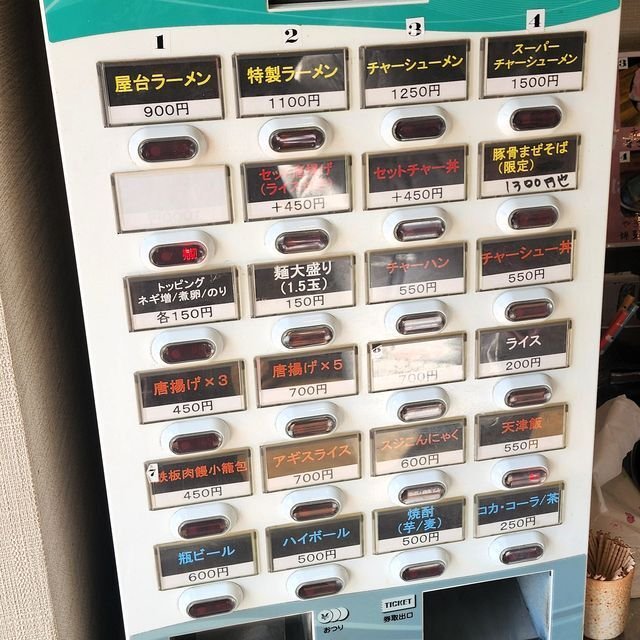 1 2 3 4
屋台ラーメン
900円
特製ラーメン
1100円
チャーシューメン
1250円
スーパー
チャーシューメン
1500円
セット唐揚げ
+450円
セットチャー丼
+450円
豚骨まぜそば
(限定)
1300円也
トッピング
ネギ増/煮卵/のり
各150円
麺大盛り
(1.5玉)
150円
チャーハン
550円
チャーシュー丼
550円
唐揚げ×3
450円
唐揚げ×5
700円
700円
ライス
200円
7
鉄板肉饅小籠包
450円
アギスライス
700円
スジこんにゃく
600円
天津飯
550円
瓶ビール
600円
ハイボール
500円
焼酎
(芋/麦)
500円
コカ・コーラ/茶
250円
おつり
TICKET
券取出口